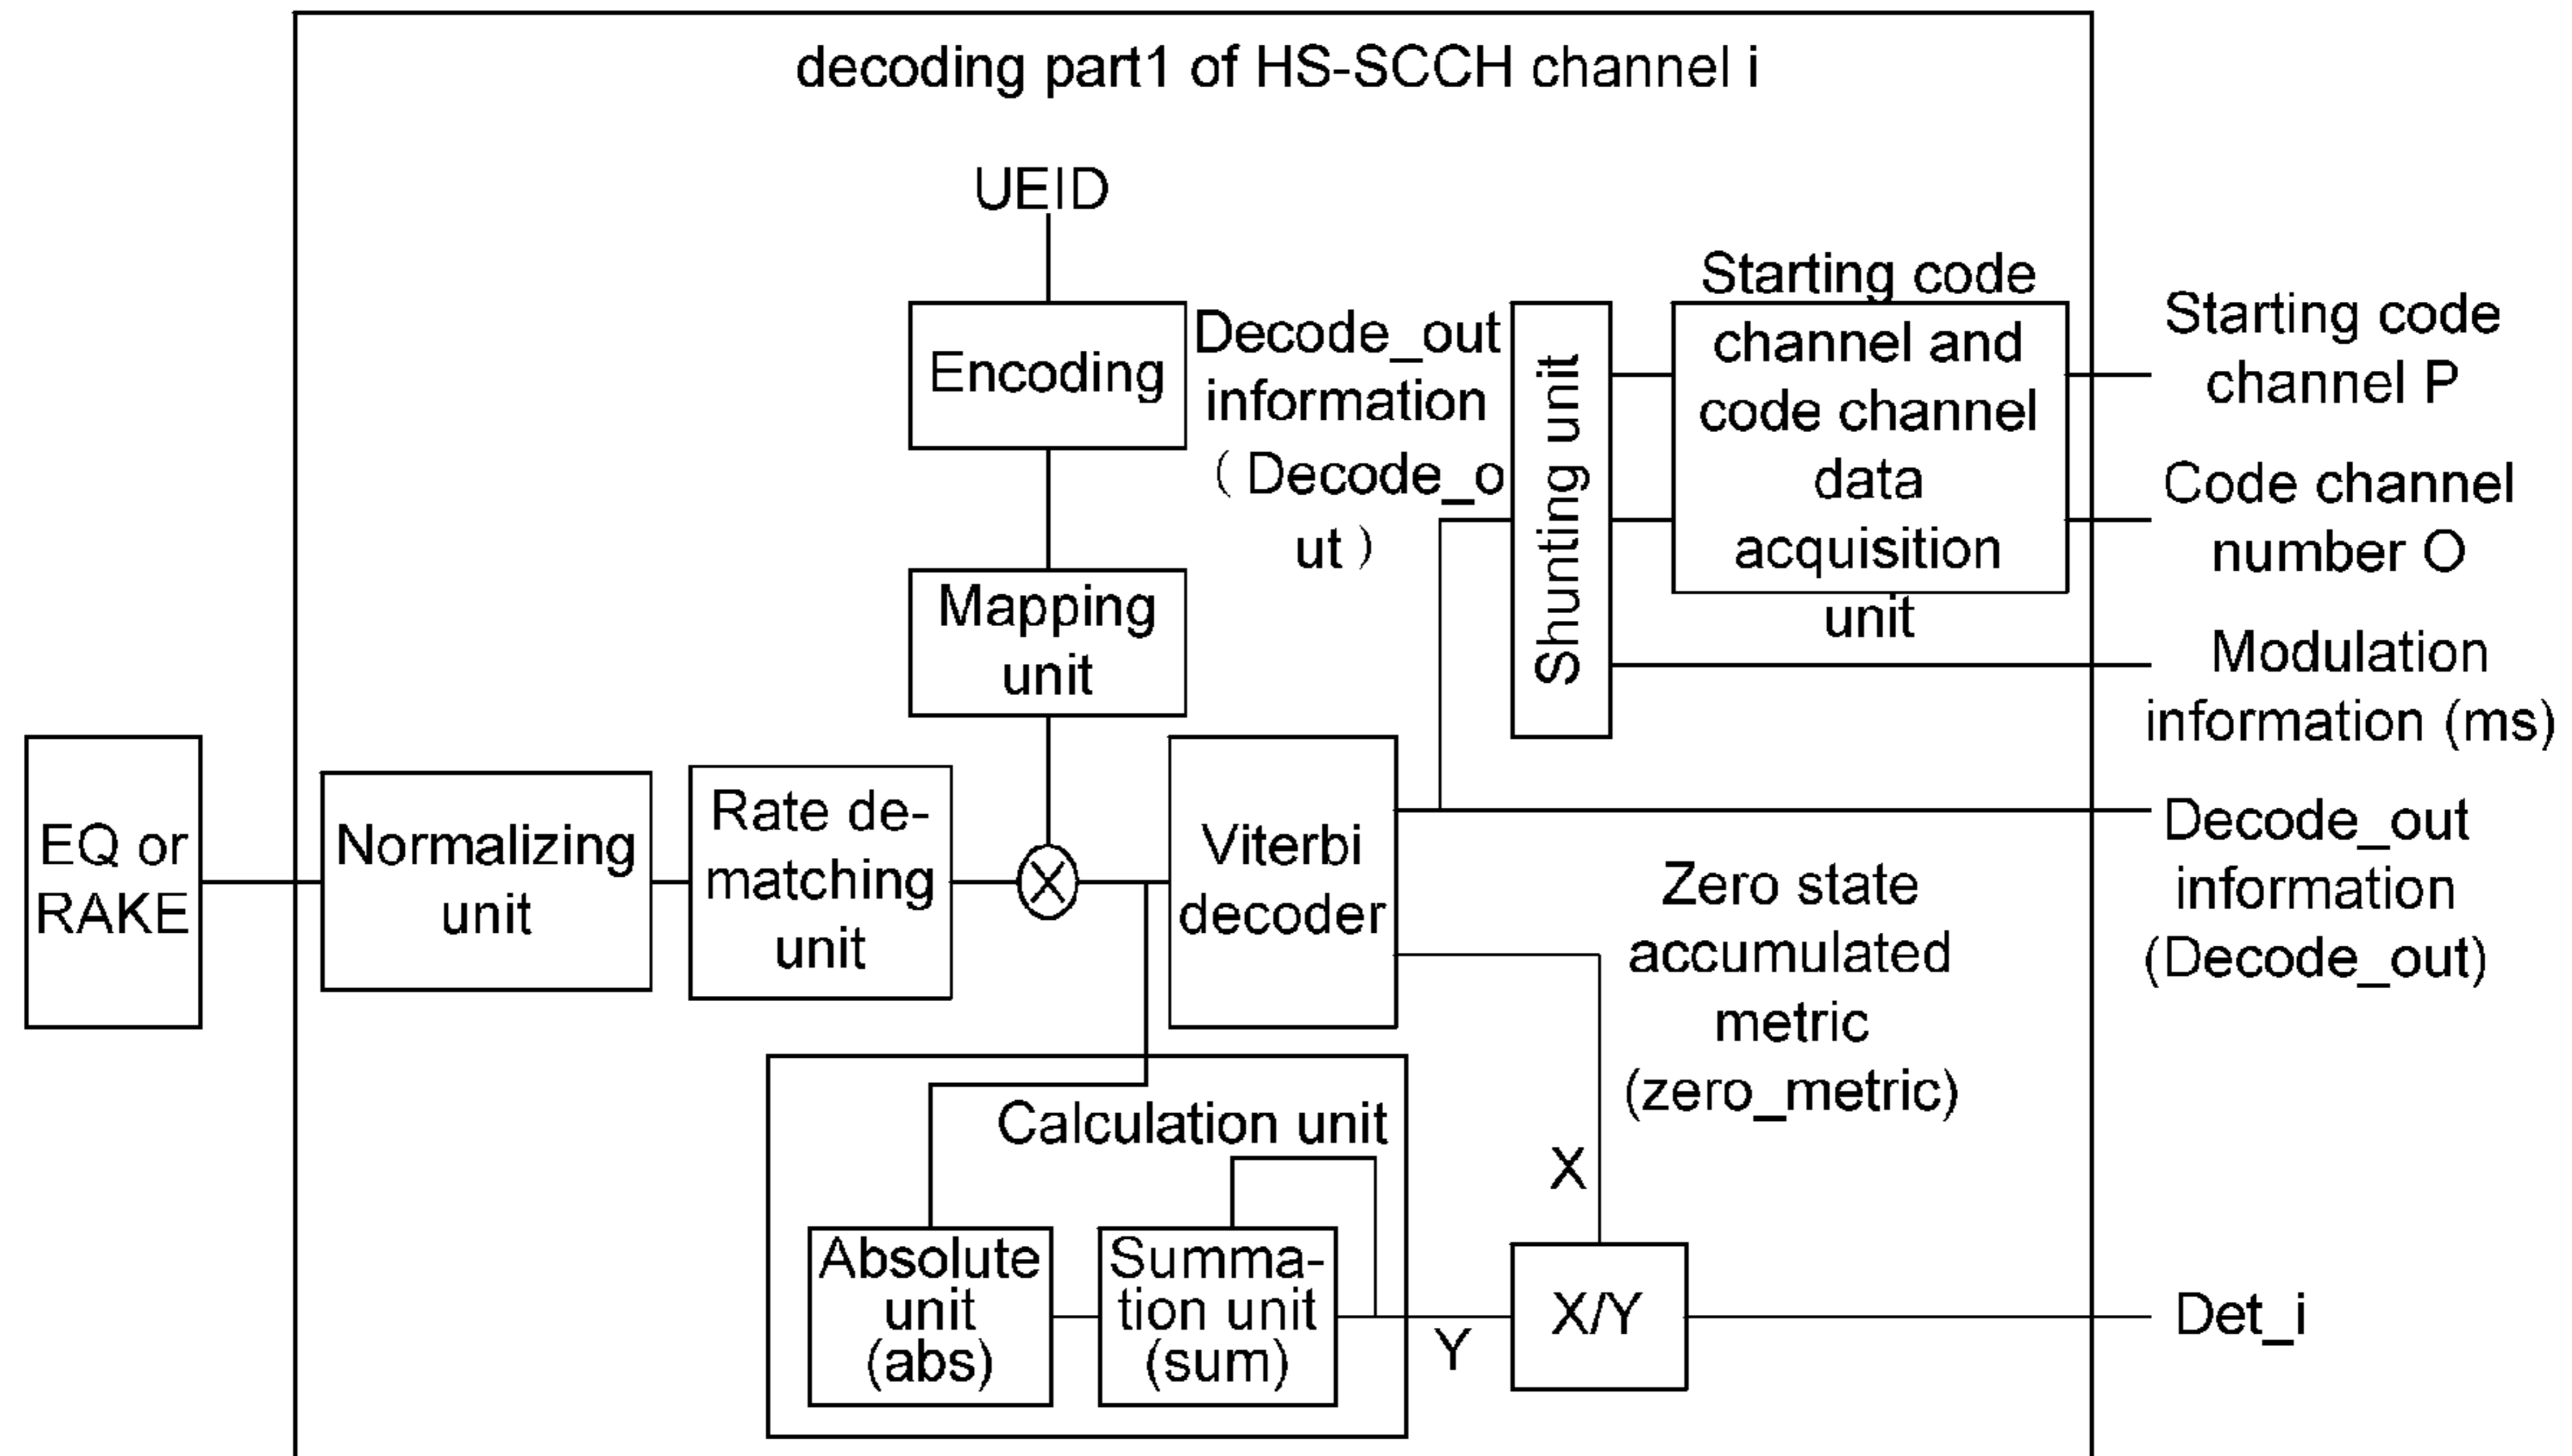 decoding part1 of HS-SCCH channel i
UEID
Encoding
Mapping
unit
Decode_out
information
（Decode_o
ut）
Shunting unit
Starting code
channel and
code channel
data
acquisition
unit
Starting code
channel P
Code channel
number O
Modulation
information (ms)
EQ or
RAKE
Normalizing
unit
Rate de-
matching
unit
X
Viterbi
decoder
Decode_out
information
(Decode_out)
Zero state
accumulated
metric
(zero_metric)
X
Calculation unit
Absolute
unit
(abs)
Summa-
tion unit
(sum)
Y
X/Y
Det_i